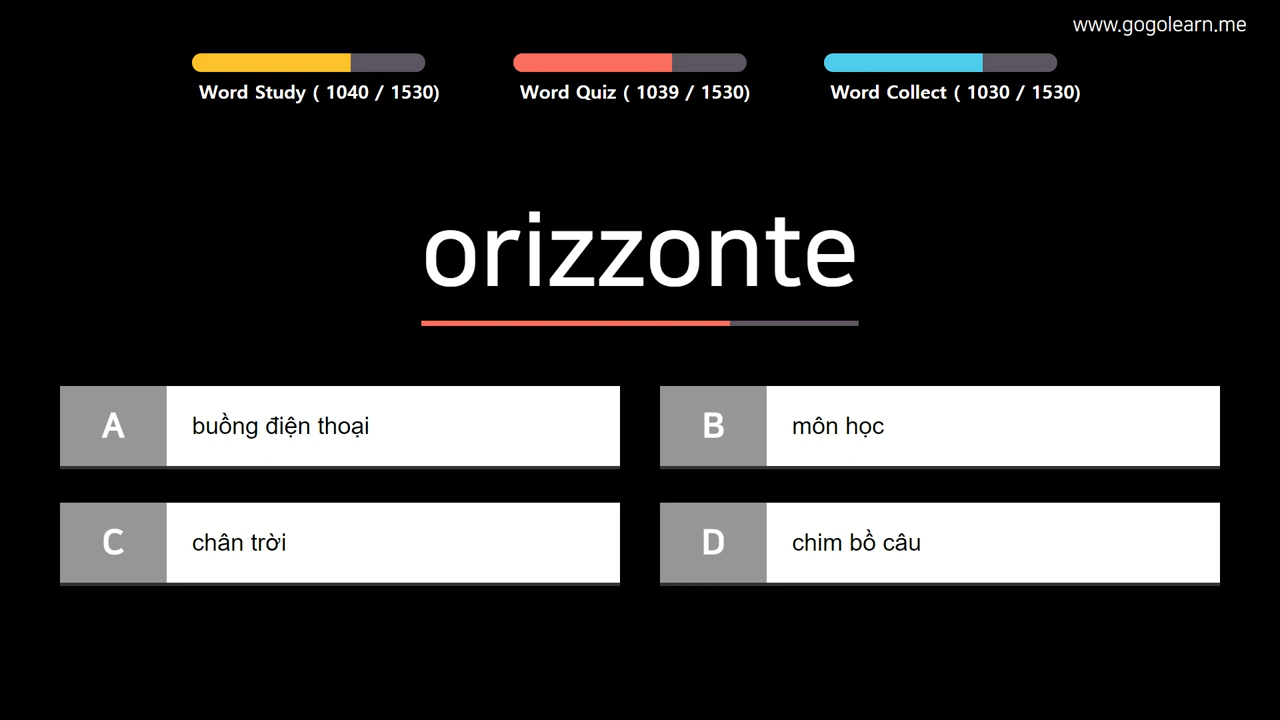 www.gogolearn.me
Word Study ( 1040 / 1530)
Word Quiz ( 1039 / 1530)
Word Collect ( 1030 / 1530)
orizzonte
A buồng điện thoại
B môn học
C chân trời
D chim bồ câu